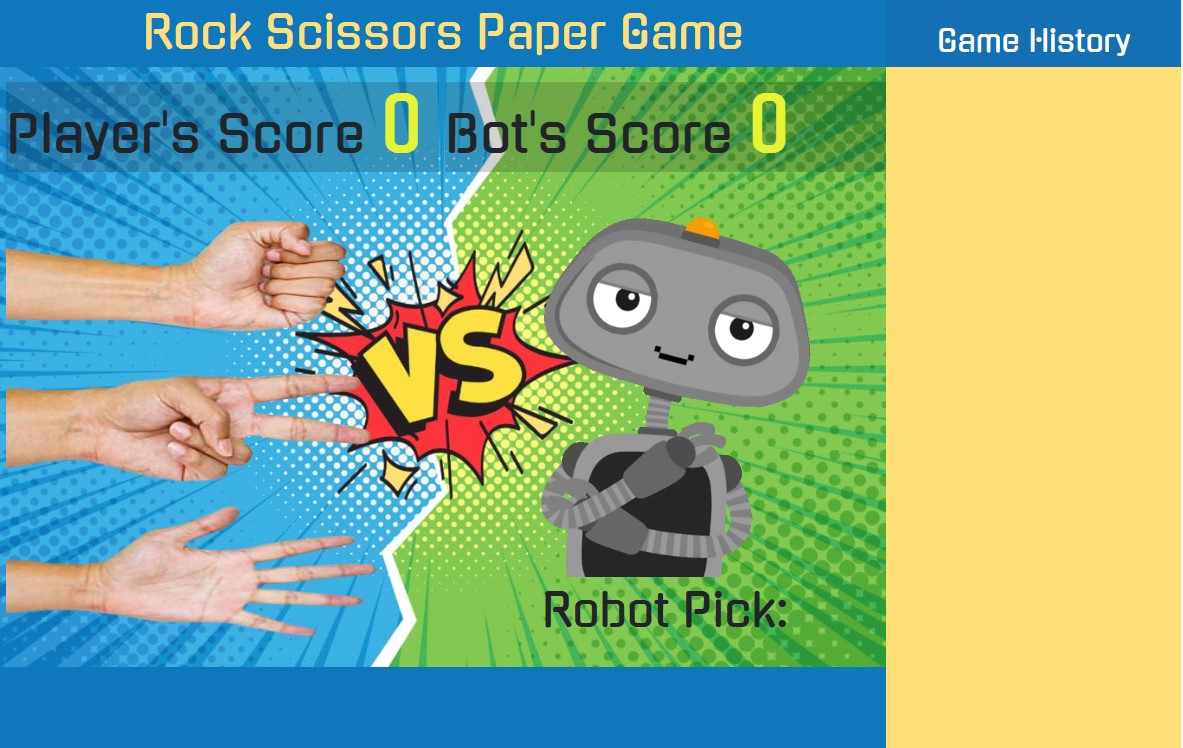 Rock Scissors Paper Game
Game History
Player's Score 0 Bot's Score 0
VS
Robot Pick: